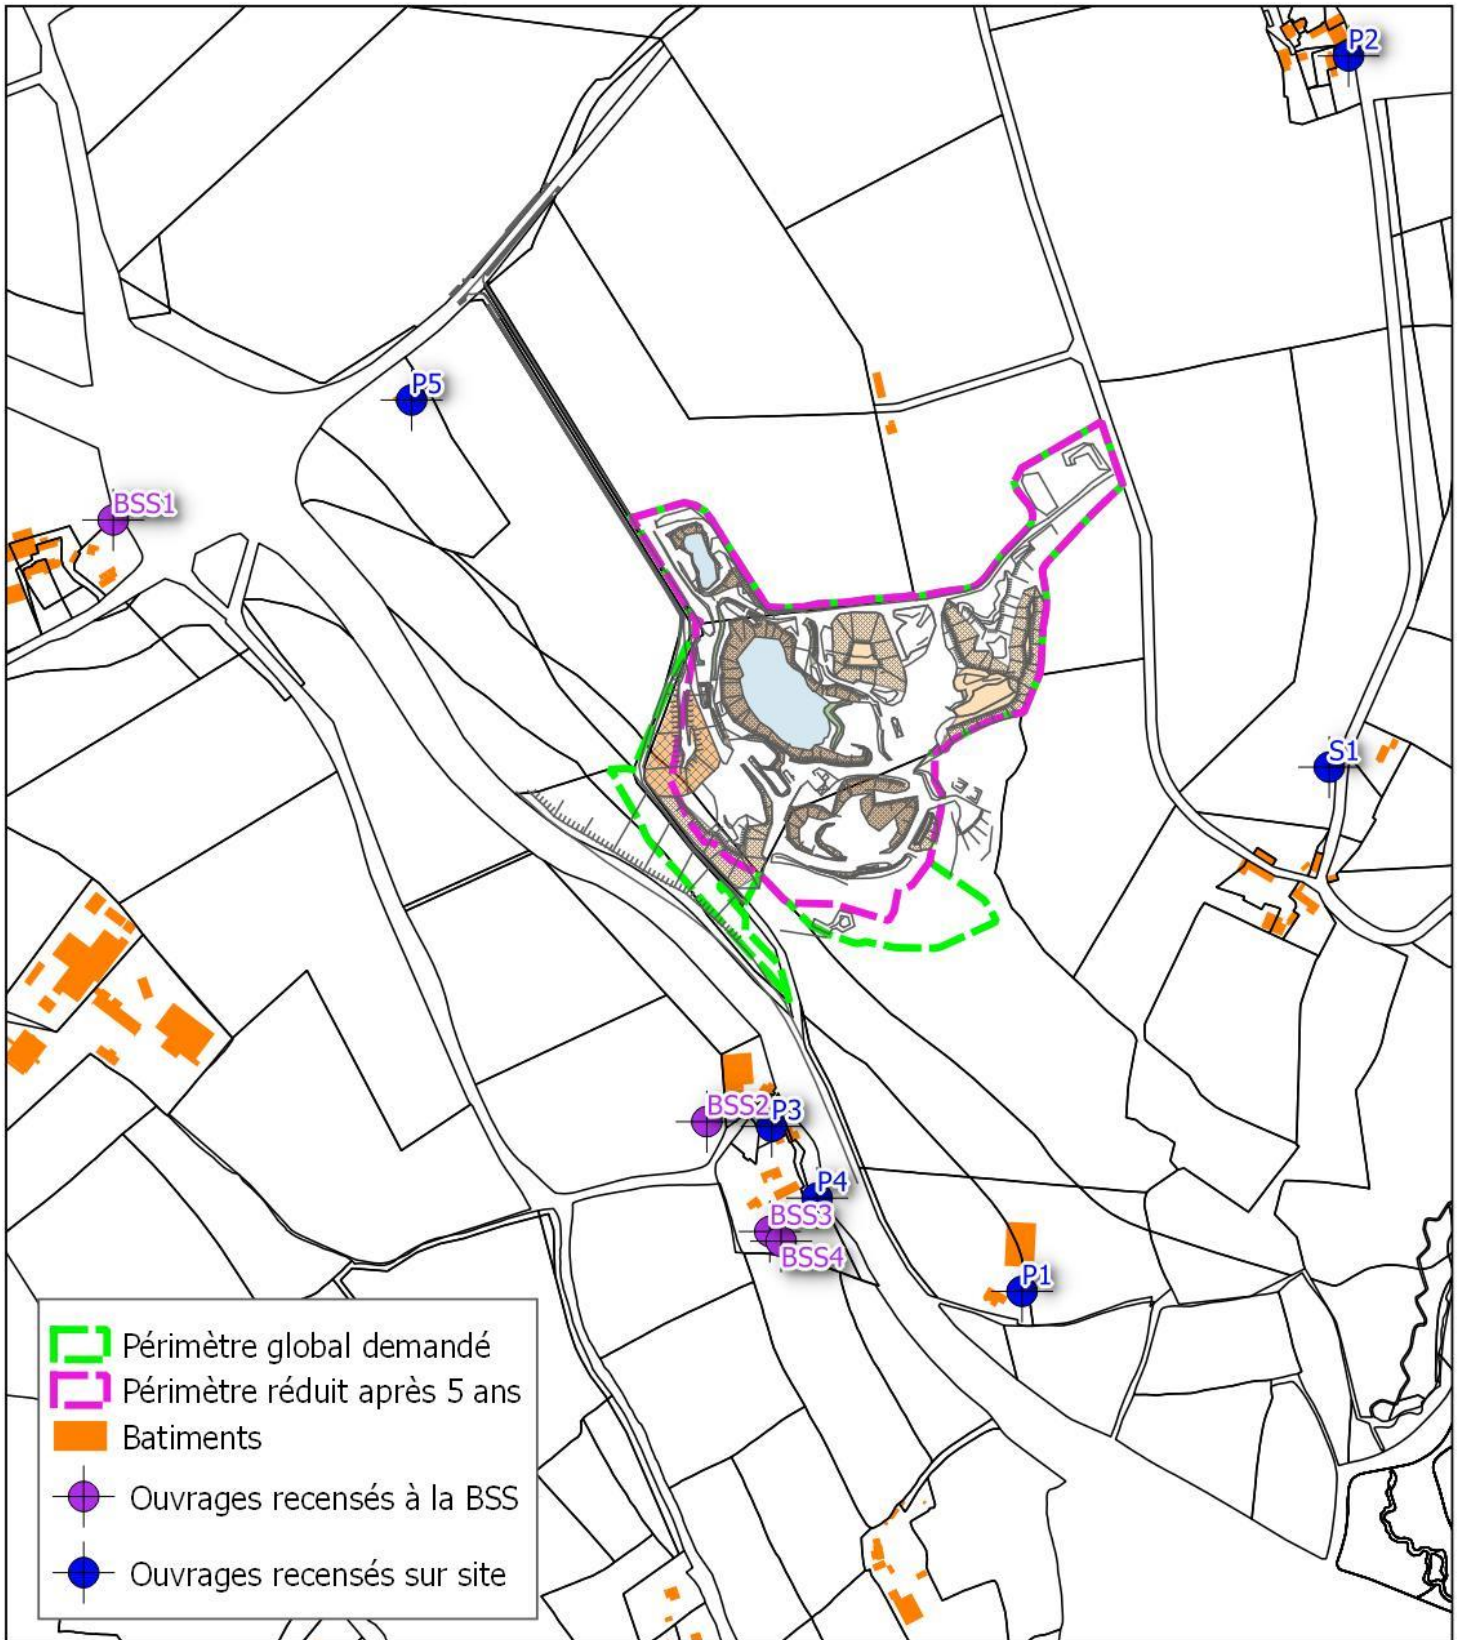 P2
P5
BSS1
S1
BSS2
P3
P4
BSS3
BSS4
P1
Périmètre global demandé
Périmètre réduit après 5 ans
Batiments
Ouvrages recensés à la BSS
Ouvrages recensés sur site